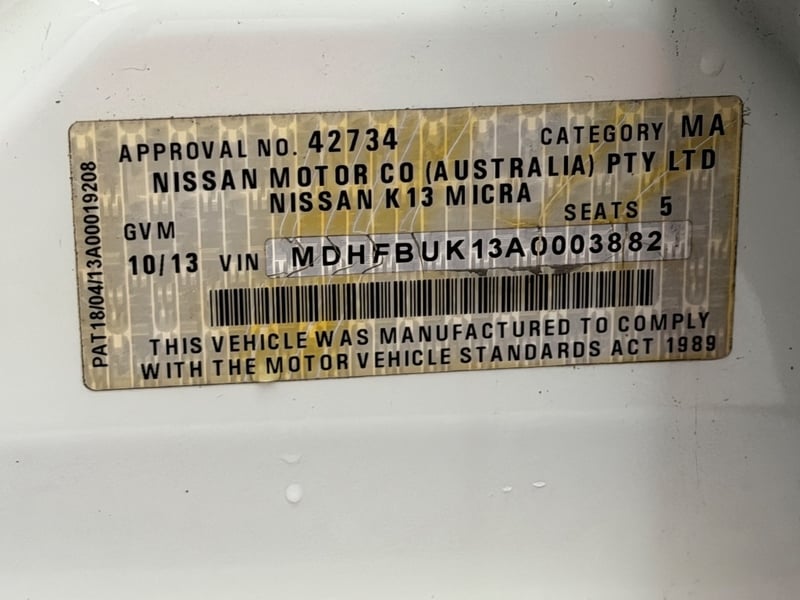 APPROVAL NO. 42734 CATEGORY MA
NISSAN MOTOR CO (AUSTRALIA) PTY LTD
NISSAN K13 MICRA
SEATS 5
GVM
10/13 VIN MDHFBUK13A0003882
THIS VEHICLE WAS MANUFACTURED TO COMPLY
WITH THE MOTOR VEHICLE STANDARDS ACT 1989
PAT18/04/13A00019208